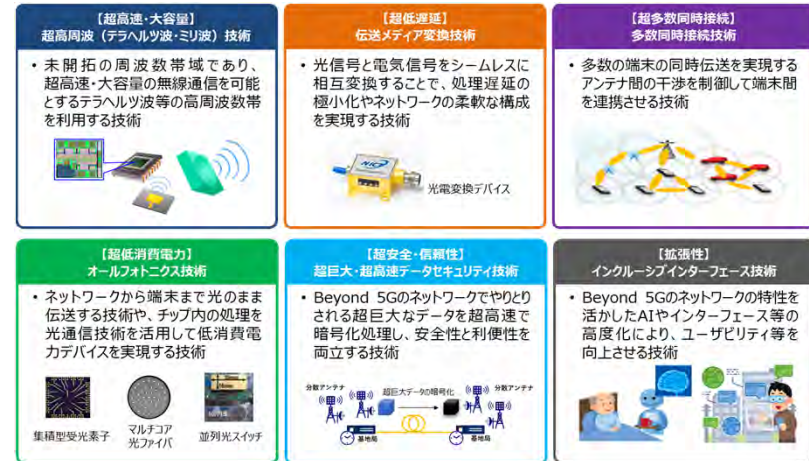 【超高速・大容量】
超高周波（テラヘルツ波・ミリ波）技術
• 未開拓の周波数帯域であり、
超高速・大容量の無線通信を可能
とするテラヘルツ波等の高周波数帯
を利用する技術
【超低遅延】
伝送メディア変換技術
• 光信号と電気信号をシームレスに
相互変換することで、処理遅延の
極小化やネットワークの柔軟な構成
を実現する技術
光電変換デバイス
【超多数同時接続】
多数同時接続技術
• 多数の端末の同時伝送を実現する
アンテナ間の干渉を制御して端末間
を連携させる技術
【超低消費電力】
オールフォトニクス技術
• ネットワークから端末まで光のまま
伝送する技術や、チップ内の処理を
光通信技術を活用して低消費電
力デバイスを実現する技術
集積型受光素子
マルチコア
光ファイバ
並列光スイッチ
【超安全・信頼性】
超巨大・超高速データセキュリティ技術
• Beyond 5Gのネットワークでやりとり
される超巨大なデータを超高速で
暗号化処理し、安全性と利便性を
両立する技術
分散アンテナ
超巨大データの暗号化
分散アンテナ
基地局
基地局
【拡張性】
インクルーシブインターフェース技術
• Beyond 5Gのネットワークの特性を
活かしたAIやインターフェース等の
高度化により、ユーザビリティ等を
向上させる技術